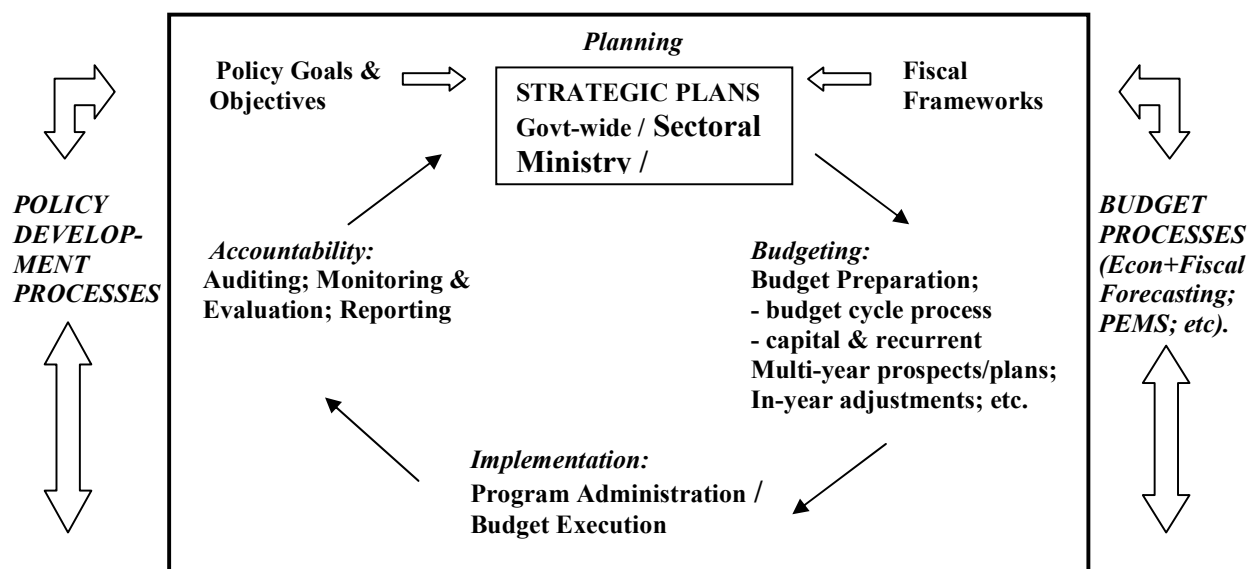 Planning
Policy Goals &
Objectives
STRATEGIC PLANS
Govt-wide / Sectoral
Ministry /
Fiscal
Frameworks
POLICY
DEVELOP-
MENT
PROCESSES
Accountability:
Auditing; Monitoring &
Evaluation; Reporting
Budgeting:
Budget Preparation;
- budget cycle process
- capital & recurrent
Multi-year prospects/plans;
In-year adjustments; etc.
BUDGET
PROCESSES
(Econ+Fiscal
Forecasting;
PEMS; etc).
Implementation:
Program Administration /
Budget Execution